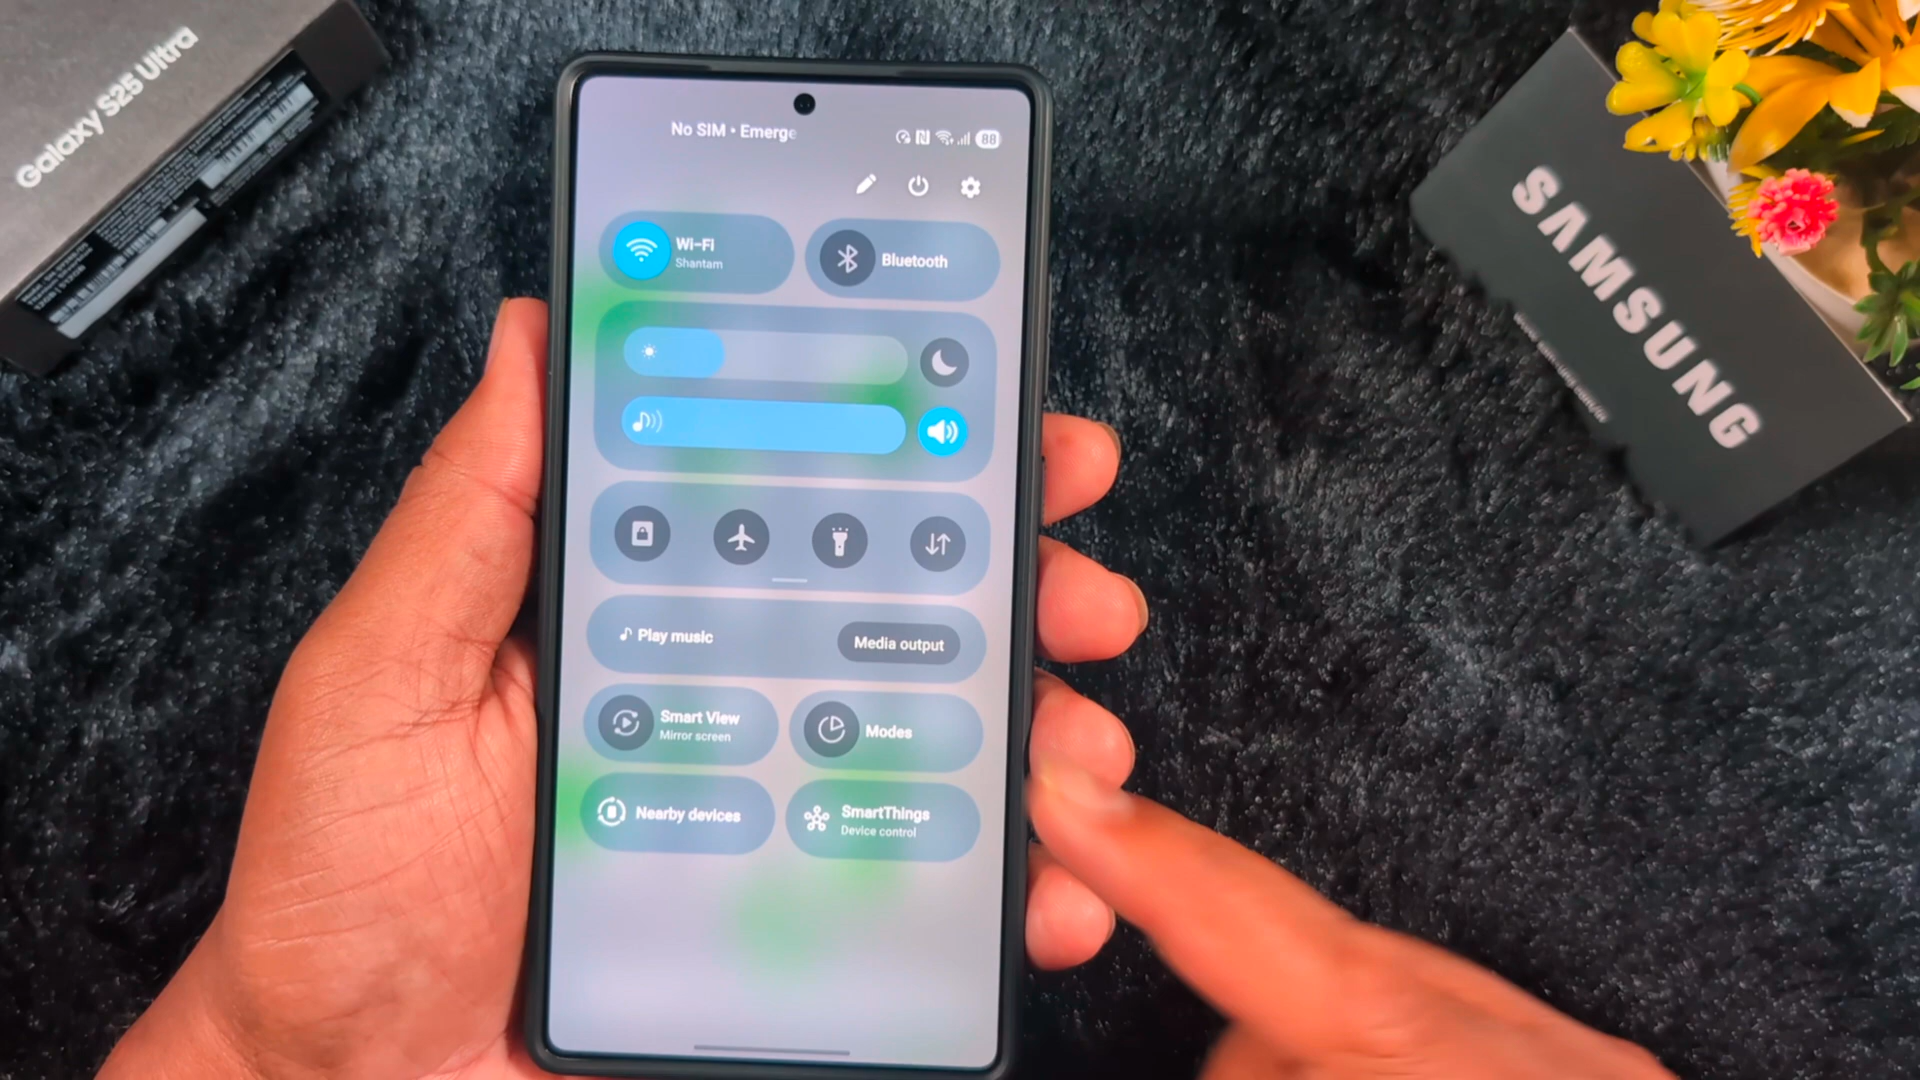 Galaxy S25 Ultra
SAMSUNG
No SIM • Emerge
88
Wi-Fi
Shantam
Bluetooth
Play music
Media output
Smart View
Mirror screen
Modes
Nearby devices
SmartThings
Device control